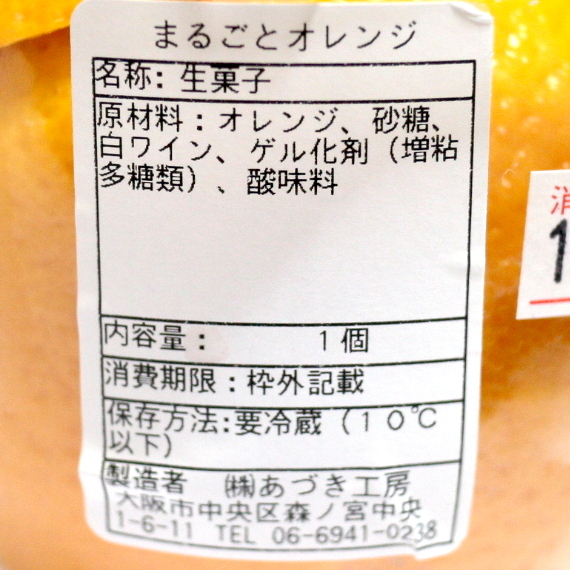 まるごとオレンジ
名称: 生菓子
原材料：オレンジ、砂糖、
白ワイン、ゲル化剤（増粘
多糖類）、酸味料
内容量： 1個
消費期限：枠外記載
保存方法:要冷蔵（１０℃
以下）
製造者 ㈱あづき工房
大阪市中央区森ノ宮中央
1-6-11 TEL 06-6941-0238
消
1